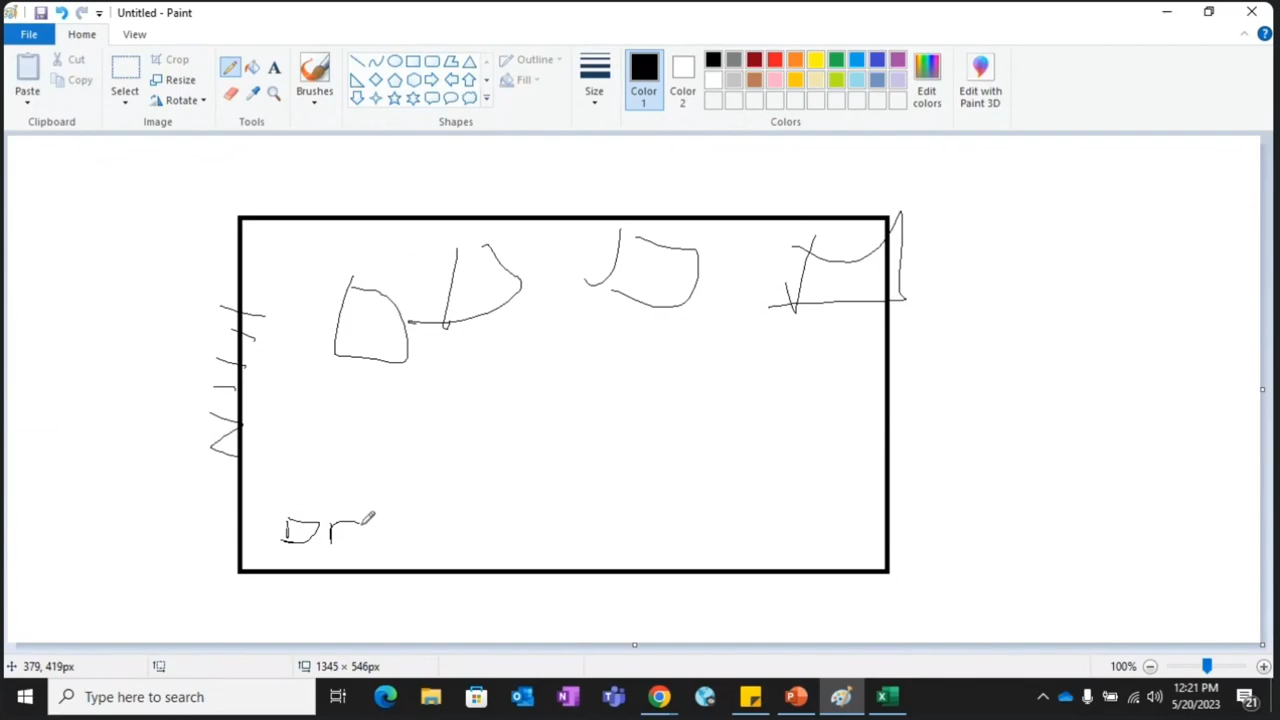 Untitled - Paint
File
Home
View
Paste
Cut
Copy
Clipboard
Select
Crop
Resize
Rotate
Image
A
Tools
Brushes
Shapes
Outline
Fill
Size
Color 1
Color 2
Colors
Edit colors
Edit with Paint 3D
Dr
379, 419px
1345 × 546px
100%
Type here to search
12:21 PM
5/20/2023
21